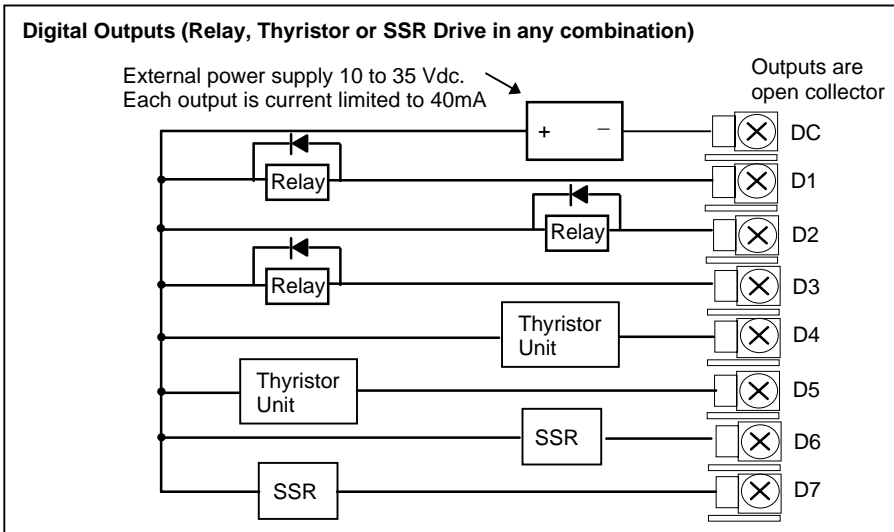 Digital Outputs (Relay, Thyristor or SSR Drive in any combination)
External power supply 10 to 35 Vdc.
Each output is current limited to 40mA
Outputs are
open collector
+ – DC
Relay D1
Relay D2
Relay D3
Thyristor
Unit
D4
Thyristor
Unit
D5
SSR D6
SSR D7